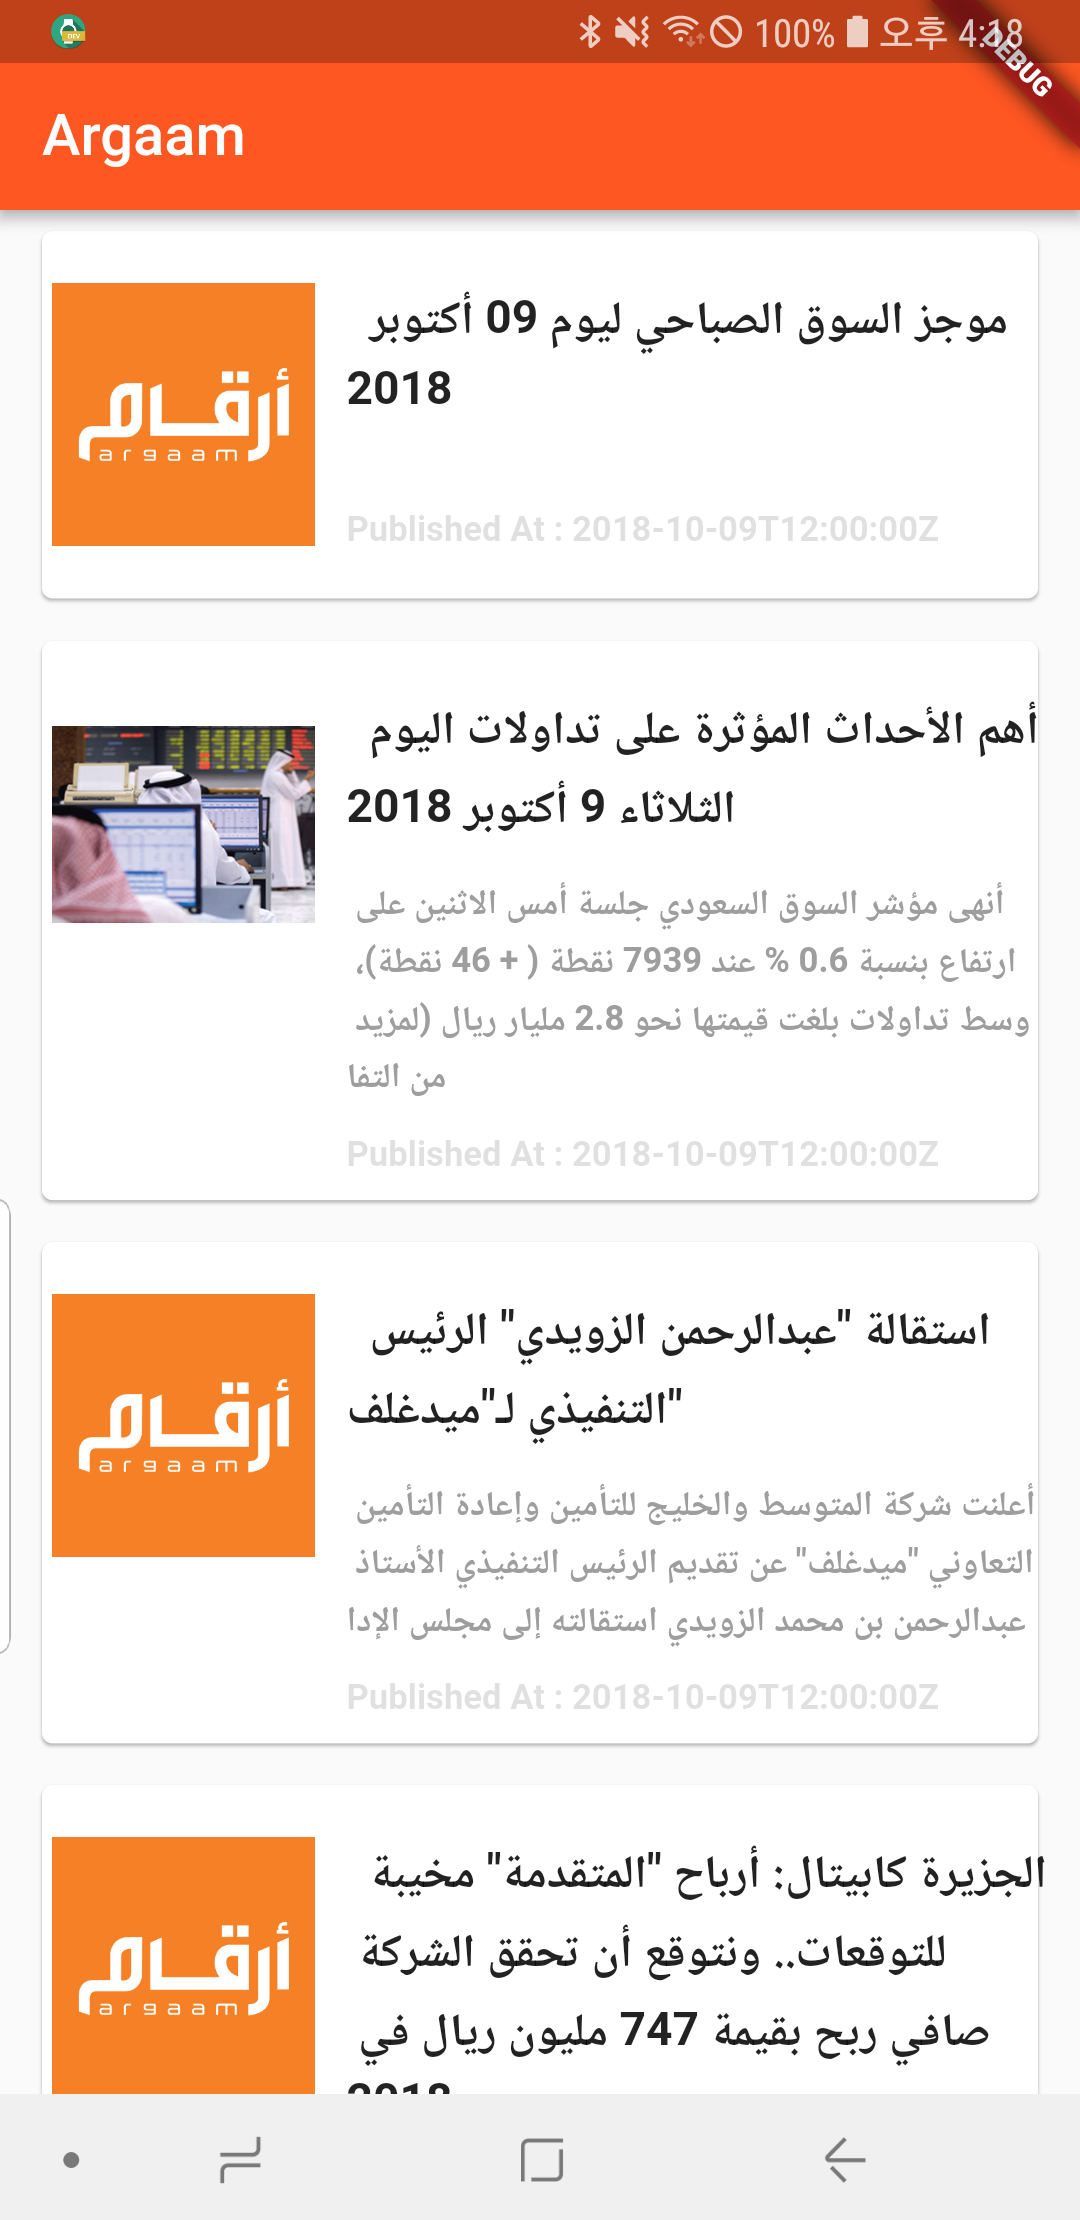 DEV
100% 오후 4:18
DEBUG
Argaam
أرقام
argaam
موجز السوق الصباحي ليوم 09 أكتوبر
2018
Published At : 2018-10-09T12:00:00Z
أهم الأحداث المؤثرة على تداولات اليوم
الثلاثاء 9 أكتوبر 2018
أنهى مؤشر السوق السعودي جلسة أمس الاثنين على
ارتفاع بنسبة 0.6 % عند 7939 نقطة ( + 46 نقطة)،
وسط تداولات بلغت قيمتها نحو 2.8 مليار ريال (لمزيد
من التفا
Published At : 2018-10-09T12:00:00Z
أرقام
argaam
استقالة "عبدالرحمن الزويدي" الرئيس
التنفيذي لـ"ميدغلف"
أعلنت شركة المتوسط والخليج للتأمين وإعادة التأمين
التعاوني "ميدغلف" عن تقديم الرئيس التنفيذي الأستاذ
عبدالرحمن بن محمد الزويدي استقالته إلى مجلس الإدا
Published At : 2018-10-09T12:00:00Z
أرقام
argaam
الجزيرة كابيتال: أرباح "المتقدمة" مخيبة
للتوقعات.. ونتوقع أن تحقق الشركة
صافي ربح بقيمة 747 مليون ريال في
2018